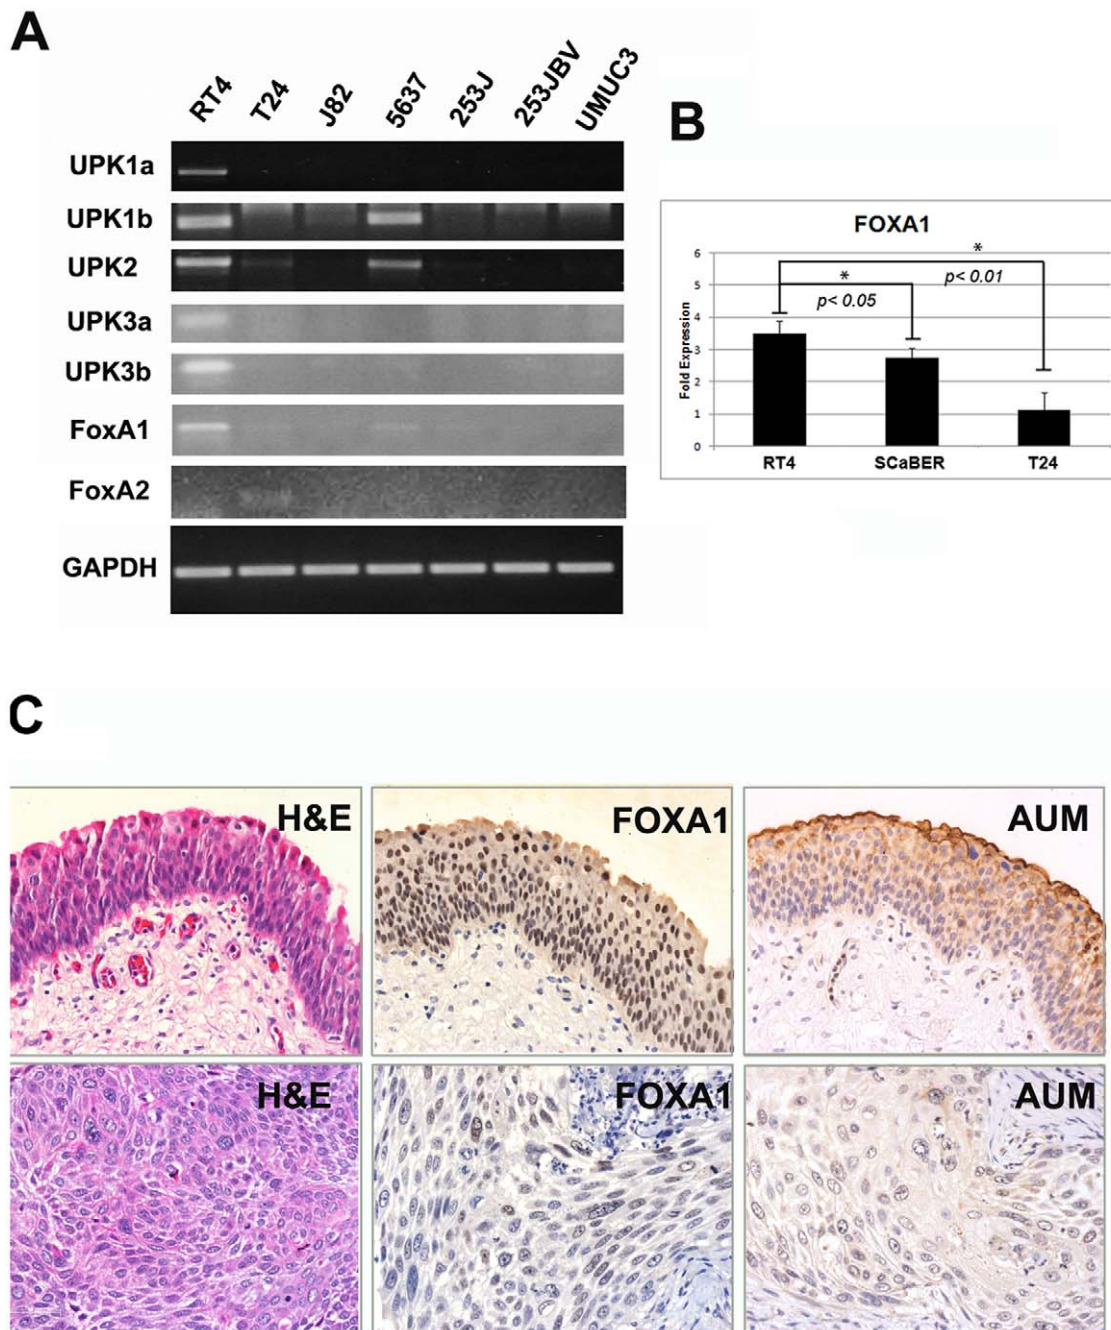 A
RT4 T24 J82 5637 253J 253JBV UMUC3
UPK1a
UPK1b
UPK2
UPK3a
UPK3b
FoxA1
FoxA2
GAPDH
B
FOXA1
Fold Expression
6
5
4
3
2
1
0
*
p< 0.05
*
p< 0.01
RT4 SCaBER T24
C
H&E FOXA1 AUM
H&E FOXA1 AUM